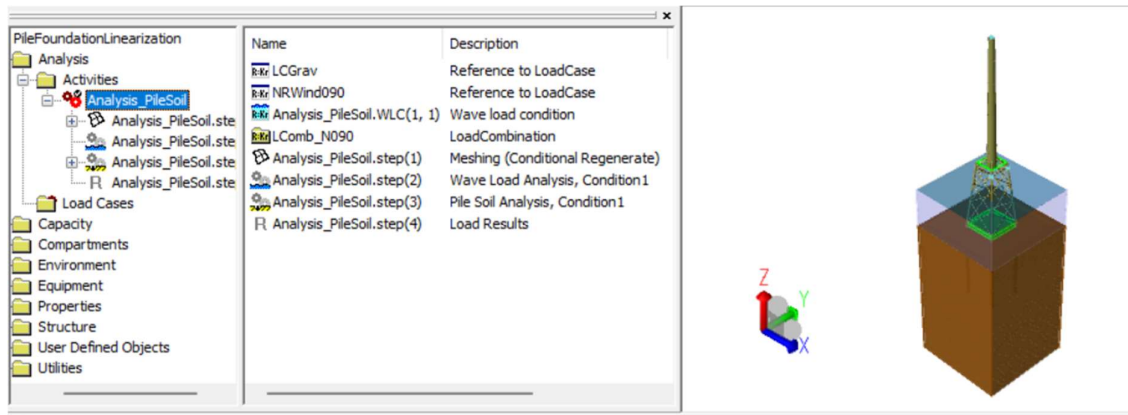 PileFoundationLinearization
Analysis
Activities
Analysis_PileSoil
Analysis_PileSoil.ste
Analysis_PileSoil.ste
Analysis_PileSoil.ste
R Analysis_PileSoil.ste
Load Cases
Capacity
Compartments
Environment
Equipment
Properties
Structure
User Defined Objects
Utilities
Name Description
LCGrav Reference to LoadCase
NRWind090 Reference to LoadCase
Analysis_PileSoil.WLC(1, 1) Wave load condition
LComb_N090 LoadCombination
Analysis_PileSoil.step(1) Meshing (Conditional Regenerate)
Analysis_PileSoil.step(2) Wave Load Analysis, Condition1
Analysis_PileSoil.step(3) Pile Soil Analysis, Condition1
R Analysis_PileSoil.step(4) Load Results
Z
Y
X